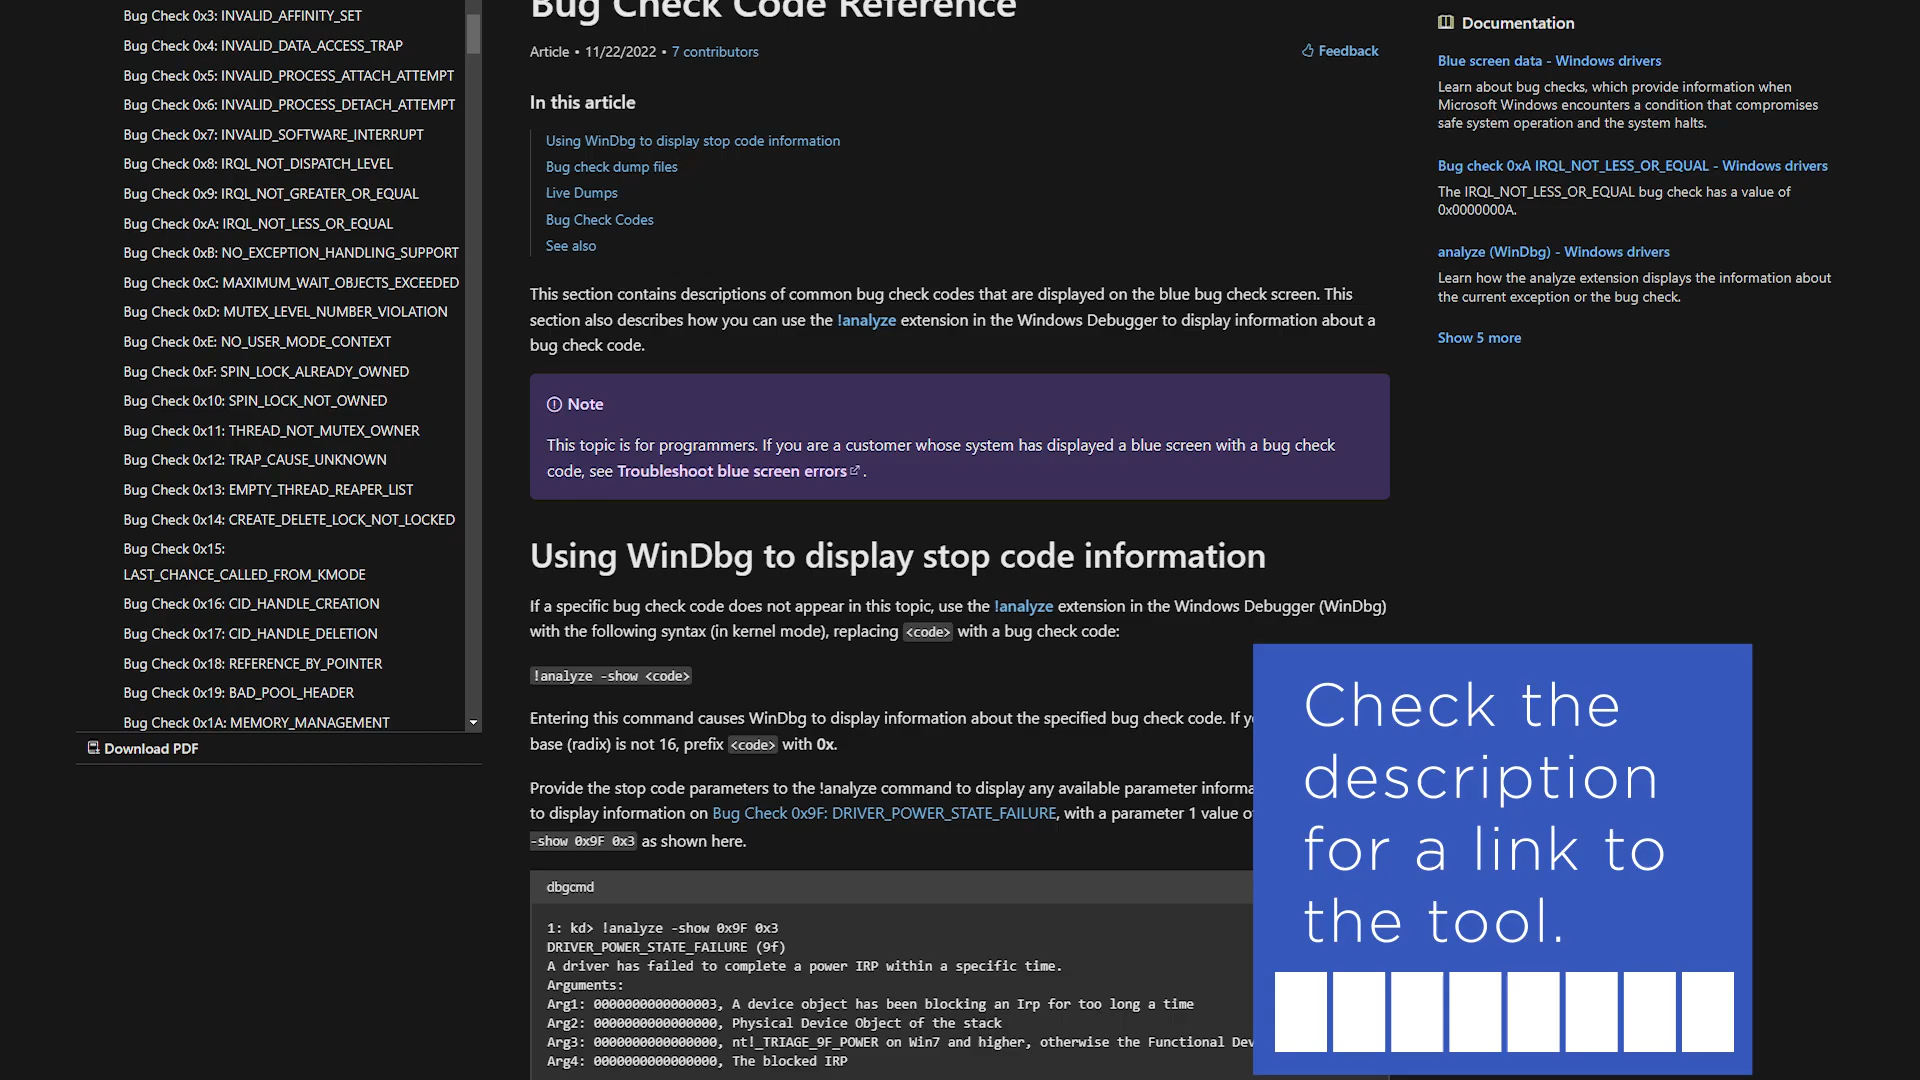 Bug Check 0x3: INVALID_AFFINITY_SET
Bug Check 0x4: INVALID_DATA_ACCESS_TRAP
Bug Check 0x5: INVALID_PROCESS_ATTACH_ATTEMPT
Bug Check 0x6: INVALID_PROCESS_DETACH_ATTEMPT
Bug Check 0x7: INVALID_SOFTWARE_INTERRUPT
Bug Check 0x8: IRQL_NOT_DISPATCH_LEVEL
Bug Check 0x9: IRQL_NOT_GREATER_OR_EQUAL
Bug Check 0xA: IRQL_NOT_LESS_OR_EQUAL
Bug Check 0xB: NO_EXCEPTION_HANDLING_SUPPORT
Bug Check 0xC: MAXIMUM_WAIT_OBJECTS_EXCEEDED
Bug Check 0xD: MUTEX_LEVEL_NUMBER_VIOLATION
Bug Check 0xE: NO_USER_MODE_CONTEXT
Bug Check 0xF: SPIN_LOCK_ALREADY_OWNED
Bug Check 0x10: SPIN_LOCK_NOT_OWNED
Bug Check 0x11: THREAD_NOT_MUTEX_OWNER
Bug Check 0x12: TRAP_CAUSE_UNKNOWN
Bug Check 0x13: EMPTY_THREAD_REAPER_LIST
Bug Check 0x14: CREATE_DELETE_LOCK_NOT_LOCKED
Bug Check 0x15:
LAST_CHANCE_CALLED_FROM_KMODE
Bug Check 0x16: CID_HANDLE_CREATION
Bug Check 0x17: CID_HANDLE_DELETION
Bug Check 0x18: REFERENCE_BY_POINTER
Bug Check 0x19: BAD_POOL_HEADER
Bug Check 0x1A: MEMORY_MANAGEMENT
Download PDF
Bug Check Code Reference
Article • 11/22/2022 • 7 contributors
Feedback
In this article
Using WinDbg to display stop code information
Bug check dump files
Live Dumps
Bug Check Codes
See also
This section contains descriptions of common bug check codes that are displayed on the blue bug check screen. This
section also describes how you can use the !analyze extension in the Windows Debugger to display information about a
bug check code.
Note
This topic is for programmers. If you are a customer whose system has displayed a blue screen with a bug check
code, see Troubleshoot blue screen errors.
Using WinDbg to display stop code information
If a specific bug check code does not appear in this topic, use the !analyze extension in the Windows Debugger (WinDbg)
with the following syntax (in kernel mode), replacing <code> with a bug check code:
!analyze -show <code>
Entering this command causes WinDbg to display information about the specified bug check code. If
base (radix) is not 16, prefix <code> with 0x.
Provide the stop code parameters to the !analyze command to display any available parameter
to display information on Bug Check 0x9F: DRIVER_POWER_STATE_FAILURE, with a parameter 1 value
-show 0x9F 0x3 as shown here.
dbgcmd
1: kd> !analyze -show 0x9F 0x3
DRIVER_POWER_STATE_FAILURE (9f)
A driver has failed to complete a power IRP within a specific time.
Arguments:
Arg1: 0000000000000003, A device object has been blocking an Irp for too long a time
Arg2: 0000000000000000, Physical Device Object of the stack
Arg3: 0000000000000000, nt!_TRIAGE_9F_POWER on Win7 and higher, otherwise the Functional
Arg4: 0000000000000000, The blocked IRP
Documentation
Blue screen data - Windows drivers
Learn about bug checks, which provide information when
Microsoft Windows encounters a condition that compromises
safe system operation and the system halts.
Bug check 0xA IRQL_NOT_LESS_OR_EQUAL - Windows drivers
The IRQL_NOT_LESS_OR_EQUAL bug check has a value of
0x0000000A.
analyze (WinDbg) - Windows drivers
Learn how the analyze extension displays the information about
the current exception or the bug check.
Show 5 more
Check the
description
for a link to
the tool.